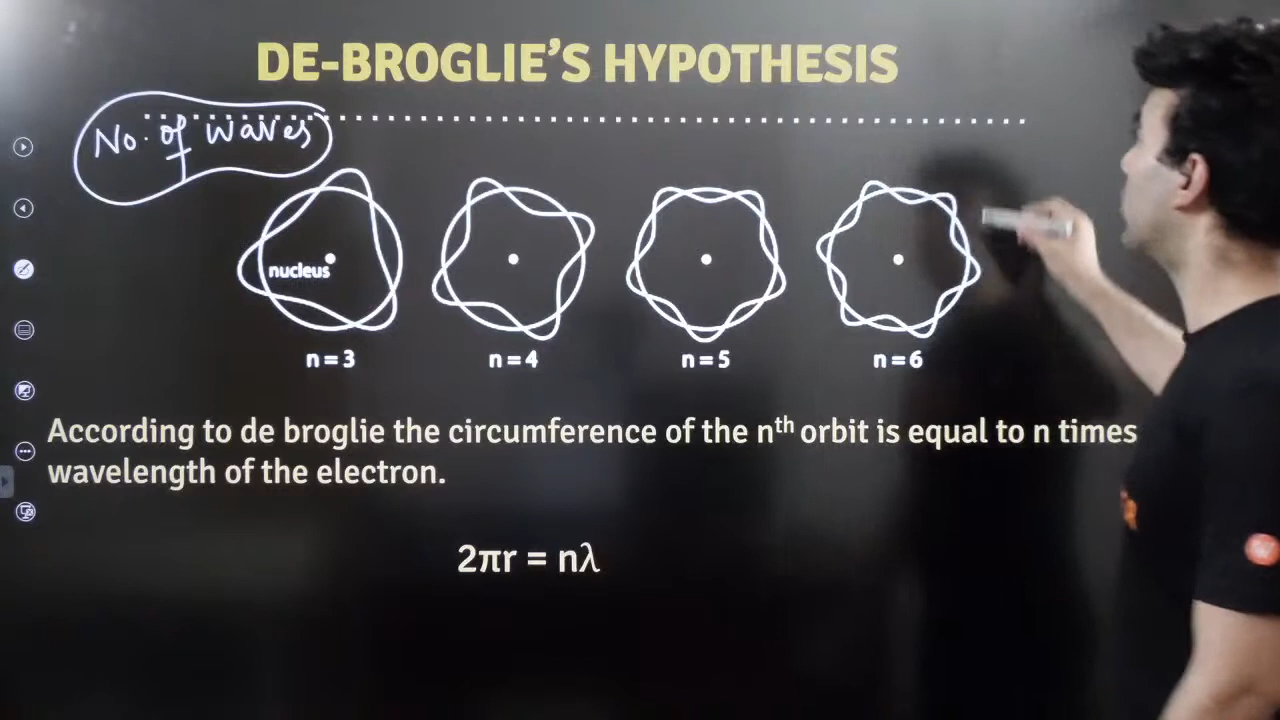 DE-BROGLIE'S HYPOTHESIS
No. of waves
nucleus
n=3
n=4
n=5
n=6
According to de broglie the circumference of the nth orbit is equal to n times
wavelength of the electron.
2πr = nλ